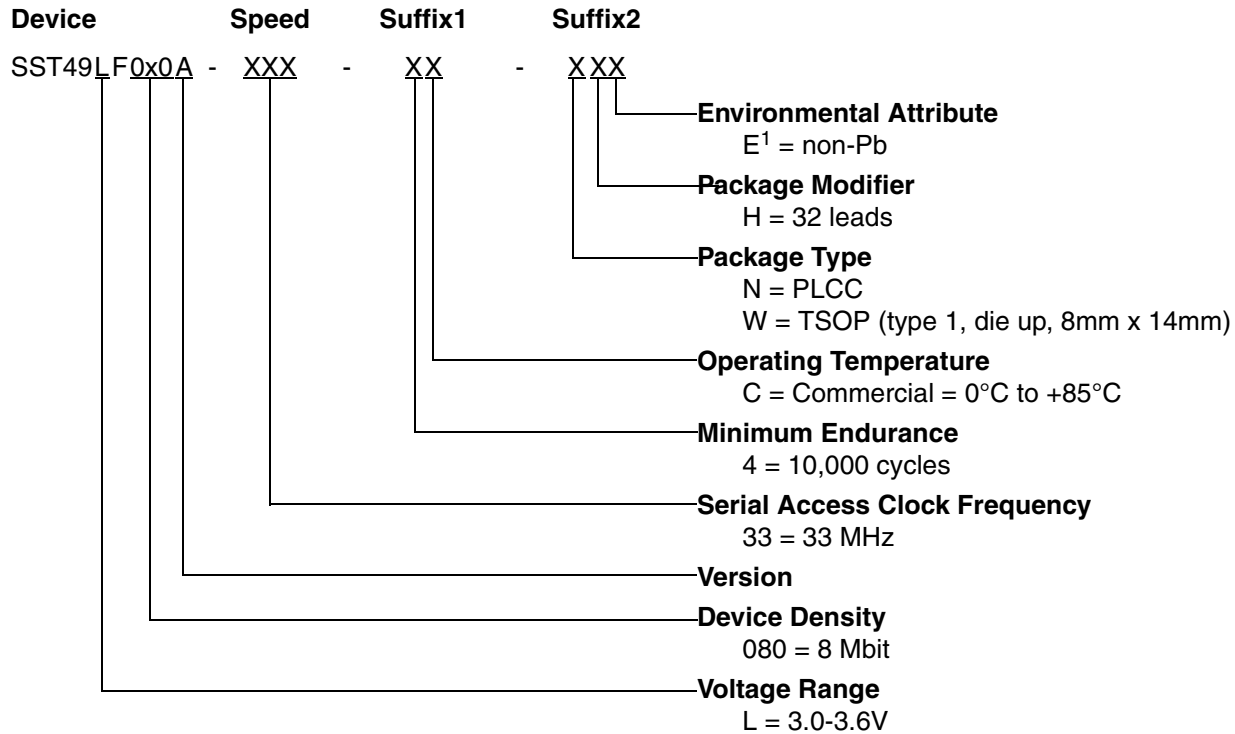 Device Speed Suffix1 Suffix2
SST49LF0x0A - XXX - XX - XXX
Environmental Attribute
E1 = non-Pb
Package Modifier
H = 32 leads
Package Type
N = PLCC
W = TSOP (type 1, die up, 8mm x 14mm)
Operating Temperature
C = Commercial = 0°C to +85°C
Minimum Endurance
4 = 10,000 cycles
Serial Access Clock Frequency
33 = 33 MHz
Version
Device Density
080 = 8 Mbit
Voltage Range
L = 3.0-3.6V